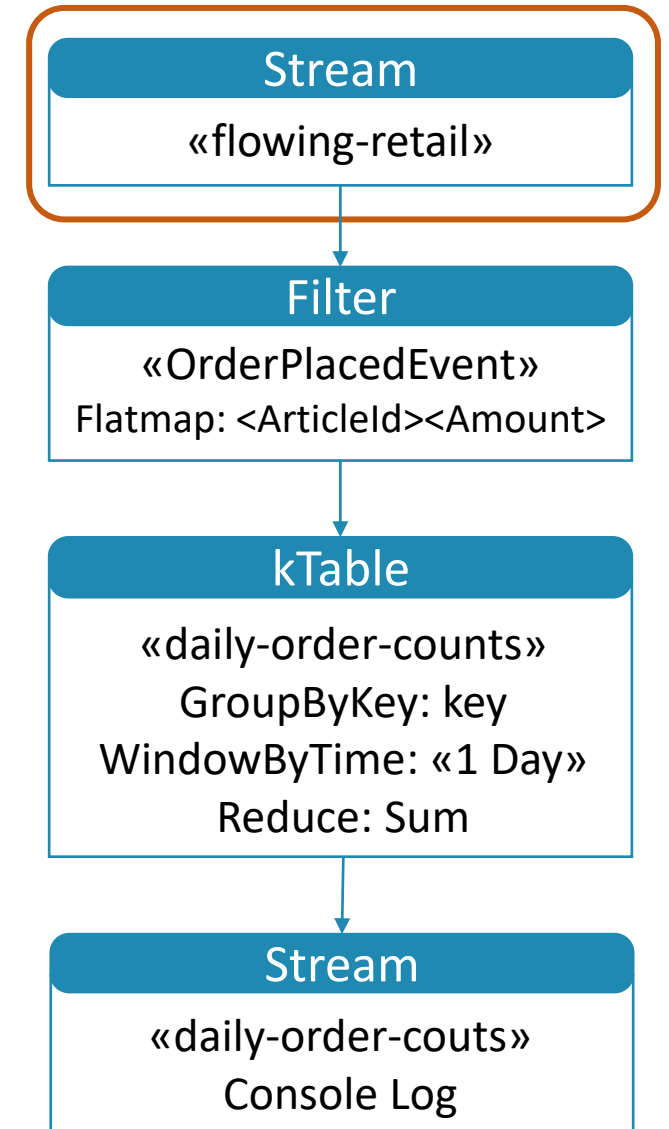 Stream
«flowing-retail»
Filter
«OrderPlacedEvent»
Flatmap: <ArticleId><Amount>
kTable
«daily-order-counts»
GroupByKey: key
WindowByTime: «1 Day»
Reduce: Sum
Stream
«daily-order-couts»
Console Log